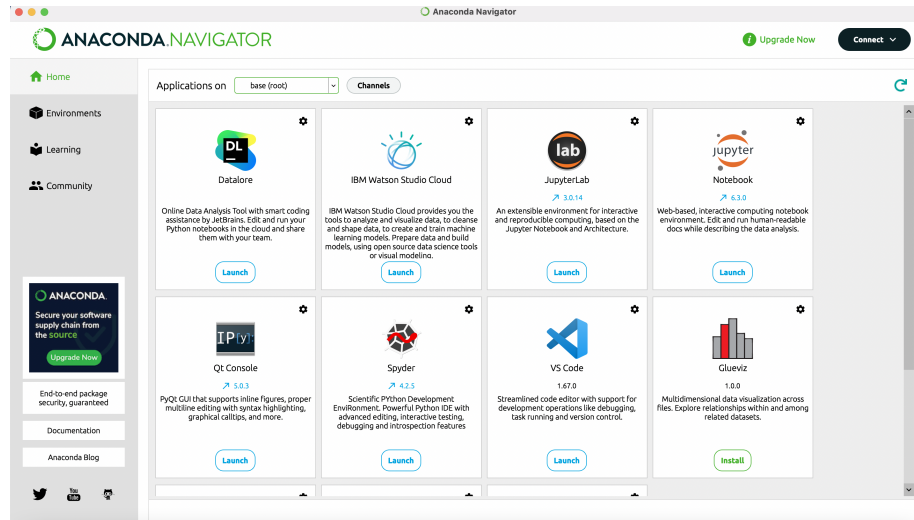 Anaconda Navigator
ANACONDA.NAVIGATOR
i Upgrade Now
Connect
Home
Environments
Learning
Community
ANACONDA.
Secure your software
supply chain from
the source
Upgrade Now
End-to-end package
security, guaranteed
Documentation
Anaconda Blog
You
Tube
Applications on base (root) Channels
DL
Datalore
Online Data Analysis Tool with smart coding
assistance by JetBrains. Edit and run your
Python notebooks in the cloud and share
them with your team.
Launch
IBM Watson Studio Cloud
IBM Watson Studio Cloud provides you the
tools to analyze and visualize data, to cleanse
and shape data, to create and train machine
learning models. Prepare data and build
models, using open source data science tools
or visual modeling.
Launch
lab
JupyterLab
3.0.14
An extensible environment for interactive
and reproducible computing, based on the
Jupyter Notebook and Architecture.
Launch
jupyter
Notebook
6.3.0
Web-based, interactive computing notebook
environment. Edit and run human-readable
docs while describing the data analysis.
Launch
IP[y]:
Qt Console
5.0.3
PyQt GUI that supports inline figures, proper
multiline editing with syntax highlighting,
graphical calltips, and more.
Launch
Spyder
4.2.5
Scientific PYthon Development
EnviRonment. Powerful Python IDE with
advanced editing, interactive testing,
debugging and introspection features
Launch
VS Code
1.67.0
Streamlined code editor with support for
development operations like debugging,
task running and version control.
Launch
Glueviz
1.0.0
Multidimensional data visualization across
files. Explore relationships within and among
related datasets.
Install